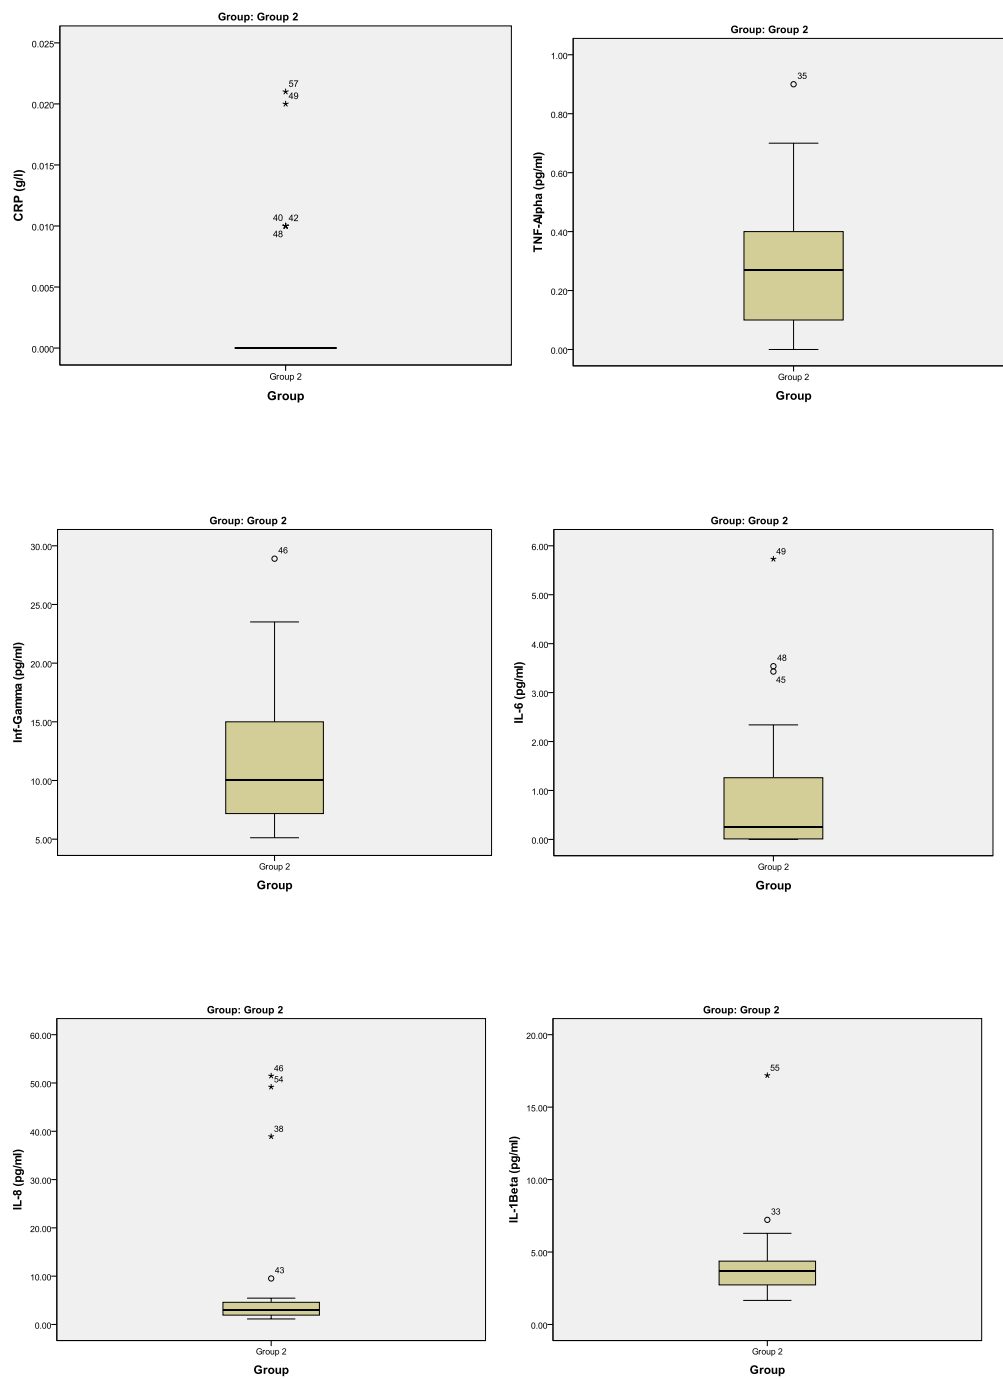 Group: Group 2
0.025
0.020
0.015
0.010
0.005
0.000
CRP (g/l)
57
49
40 42
48
Group 2
Group
Group: Group 2
1.00
0.80
0.60
0.40
0.20
0.00
TNF-Alpha (pg/ml)
35
Group 2
Group
Group: Group 2
30.00
25.00
20.00
15.00
10.00
5.00
Inf-Gamma (pg/ml)
46
Group 2
Group
Group: Group 2
6.00
5.00
4.00
3.00
2.00
1.00
0.00
IL-6 (pg/ml)
49
48
45
Group 2
Group
Group: Group 2
60.00
50.00
40.00
30.00
20.00
10.00
0.00
IL-8 (pg/ml)
46
54
38
43
Group 2
Group
Group: Group 2
20.00
15.00
10.00
5.00
0.00
IL-1Beta (pg/ml)
55
33
Group 2
Group